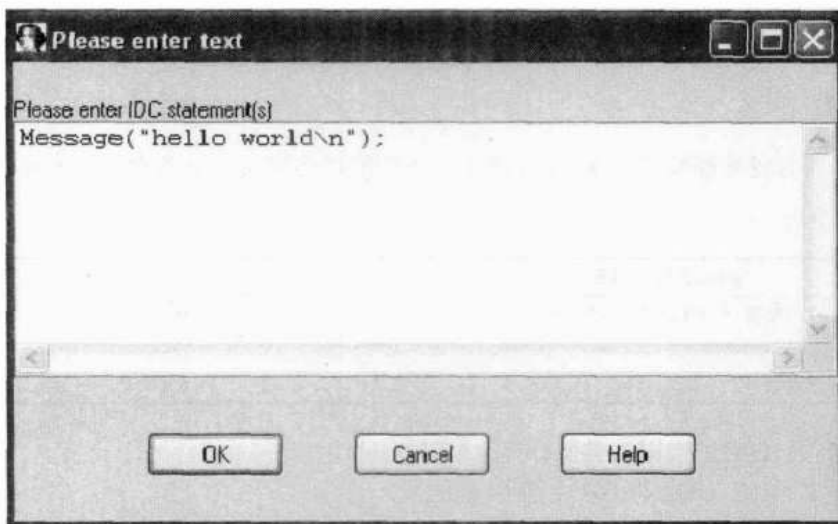 Please enter text
Please enter IDC statement(s)
Message("hello world\n");
OK
Cancel
Help